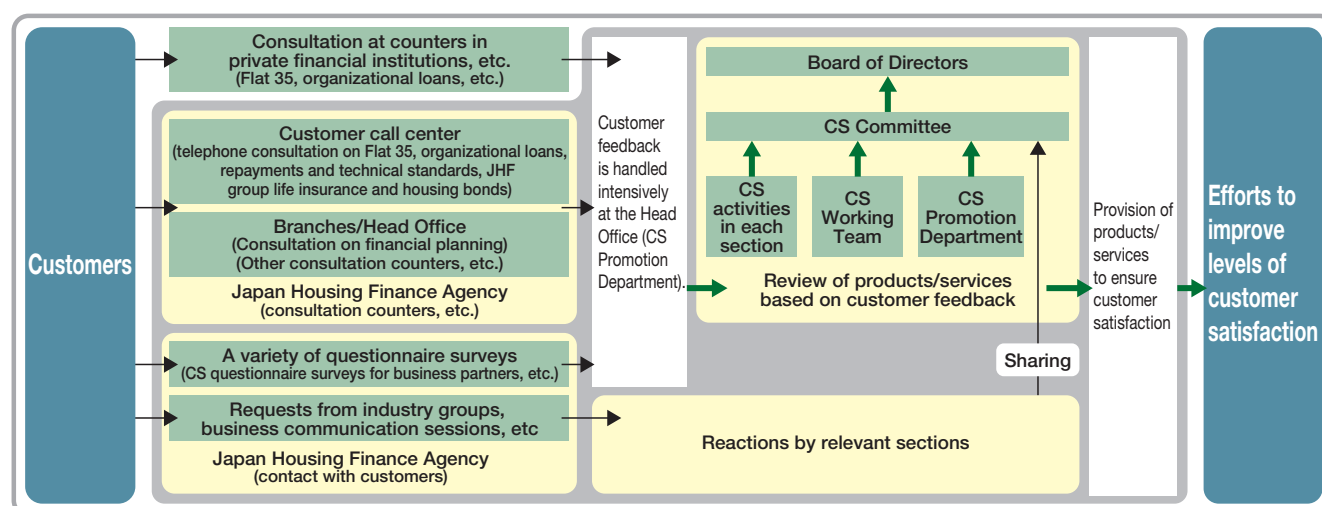 Customers
Consultation at counters in
private financial institutions, etc.
(Flat 35, organizational loans, etc.)
Customer call center
(telephone consultation on Flat 35, organizational loans,
repayments and technical standards, JHF
group life insurance and housing bonds)
Branches/Head Office
(Consultation on financial planning)
(Other consultation counters, etc.)
Japan Housing Finance Agency
(consultation counters, etc.)
A variety of questionnaire surveys
(CS questionnaire surveys for business partners, etc.)
Requests from industry groups,
business communication sessions, etc
Japan Housing Finance Agency
(contact with customers)
Customer
feedback
is handled
intensively
at the Head
Office (CS
Promotion
Department).
Board of Directors
CS Committee
CS
activities
in each
section
CS
Working
Team
CS
Promotion
Department
Review of products/services
based on customer feedback
Sharing
Reactions by relevant sections
Provision of
products/
services
to ensure
customer
satisfaction
Efforts to
improve
levels of
customer
satisfaction